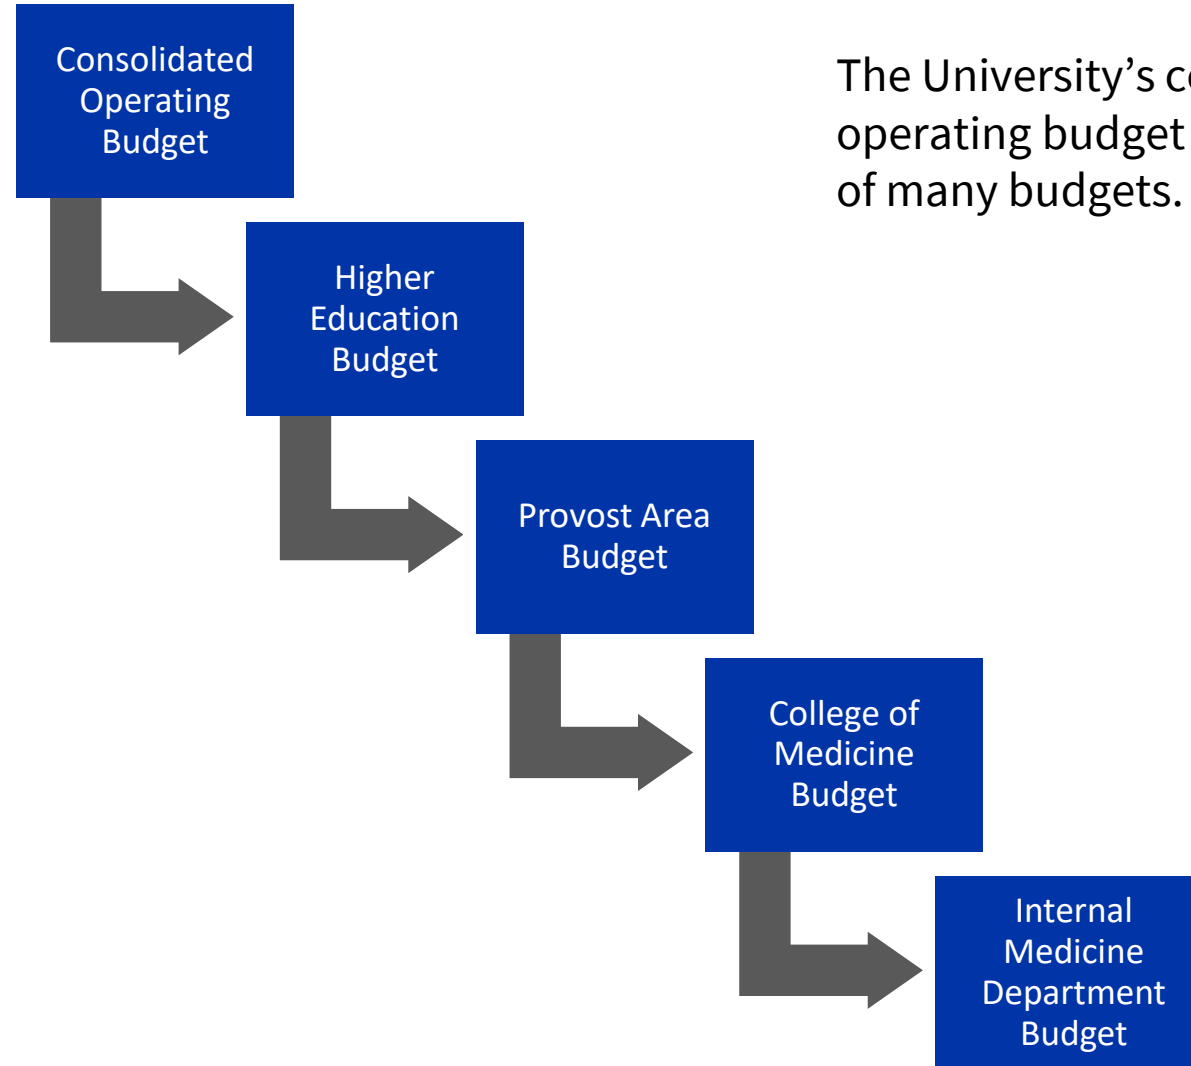 Consolidated
Operating
Budget
The University’s
operating budget
of many budgets.
Higher
Education
Budget
Provost Area
Budget
College of
Medicine
Budget
Internal
Medicine
Department
Budget